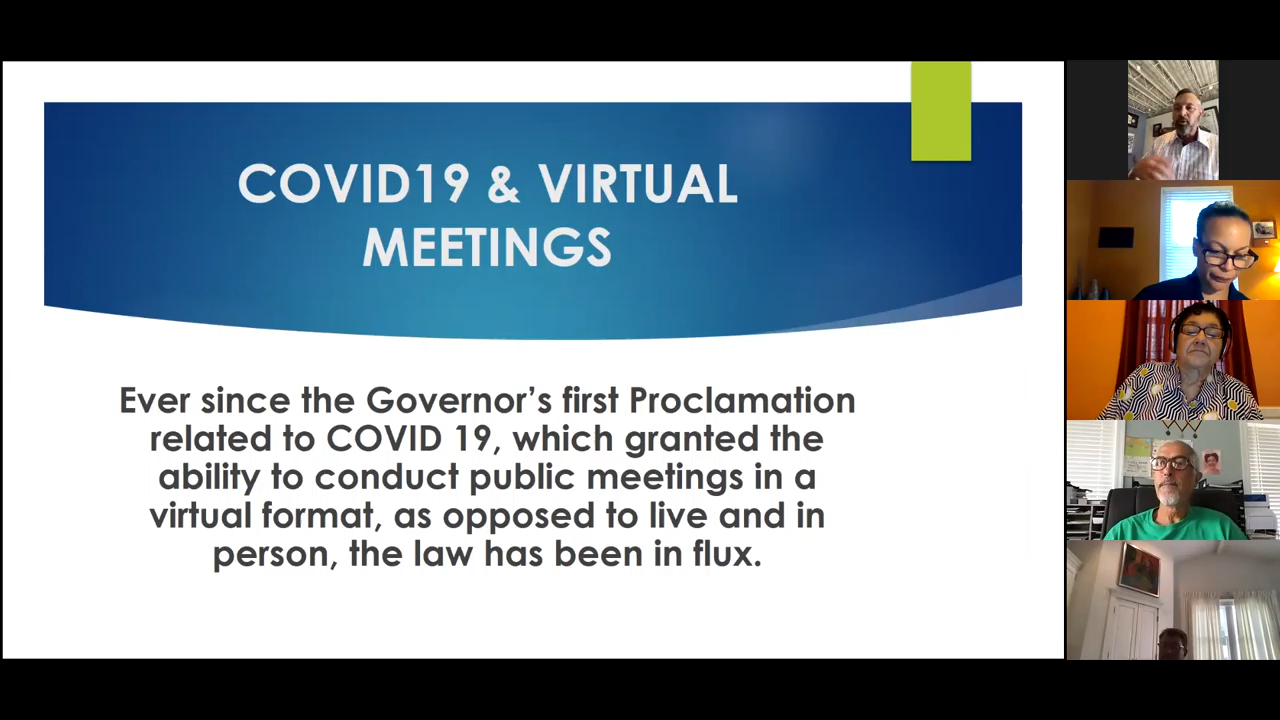 COVID19 & VIRTUAL
MEETINGS
Ever since the Governor’s first Proclamation
related to COVID 19, which granted the
ability to conduct public meetings in a
virtual format, as opposed to live and in
person, the law has been in flux.